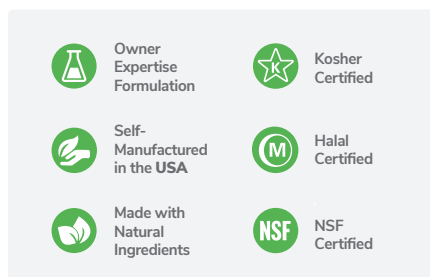 Owner
Expertise
Formulation
K
Kosher
Certified
Self-
Manufactured
in the USA
M
Halal
Certified
Made with
Natural
Ingredients
NSF
NSF
Certified